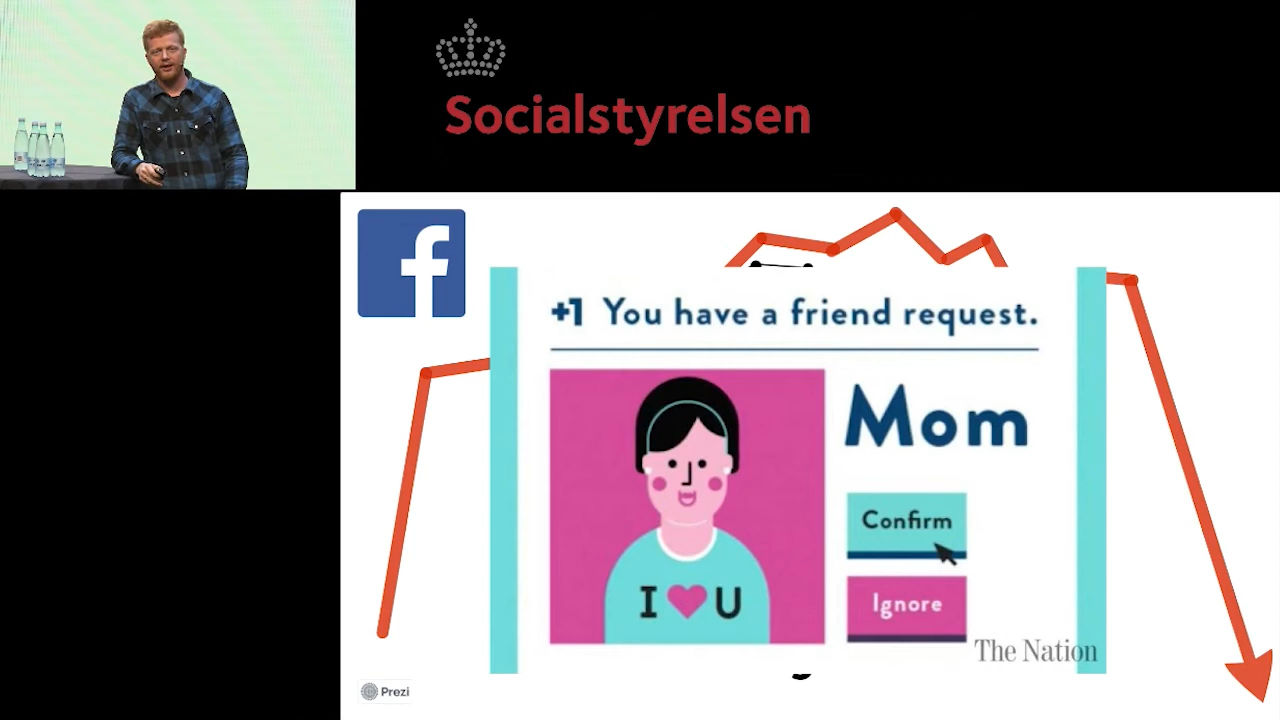 Socialstyrelsen
f
+1 You have a friend request.
Mom
Confirm
Ignore
I ♥ U
The Nation
Prezi